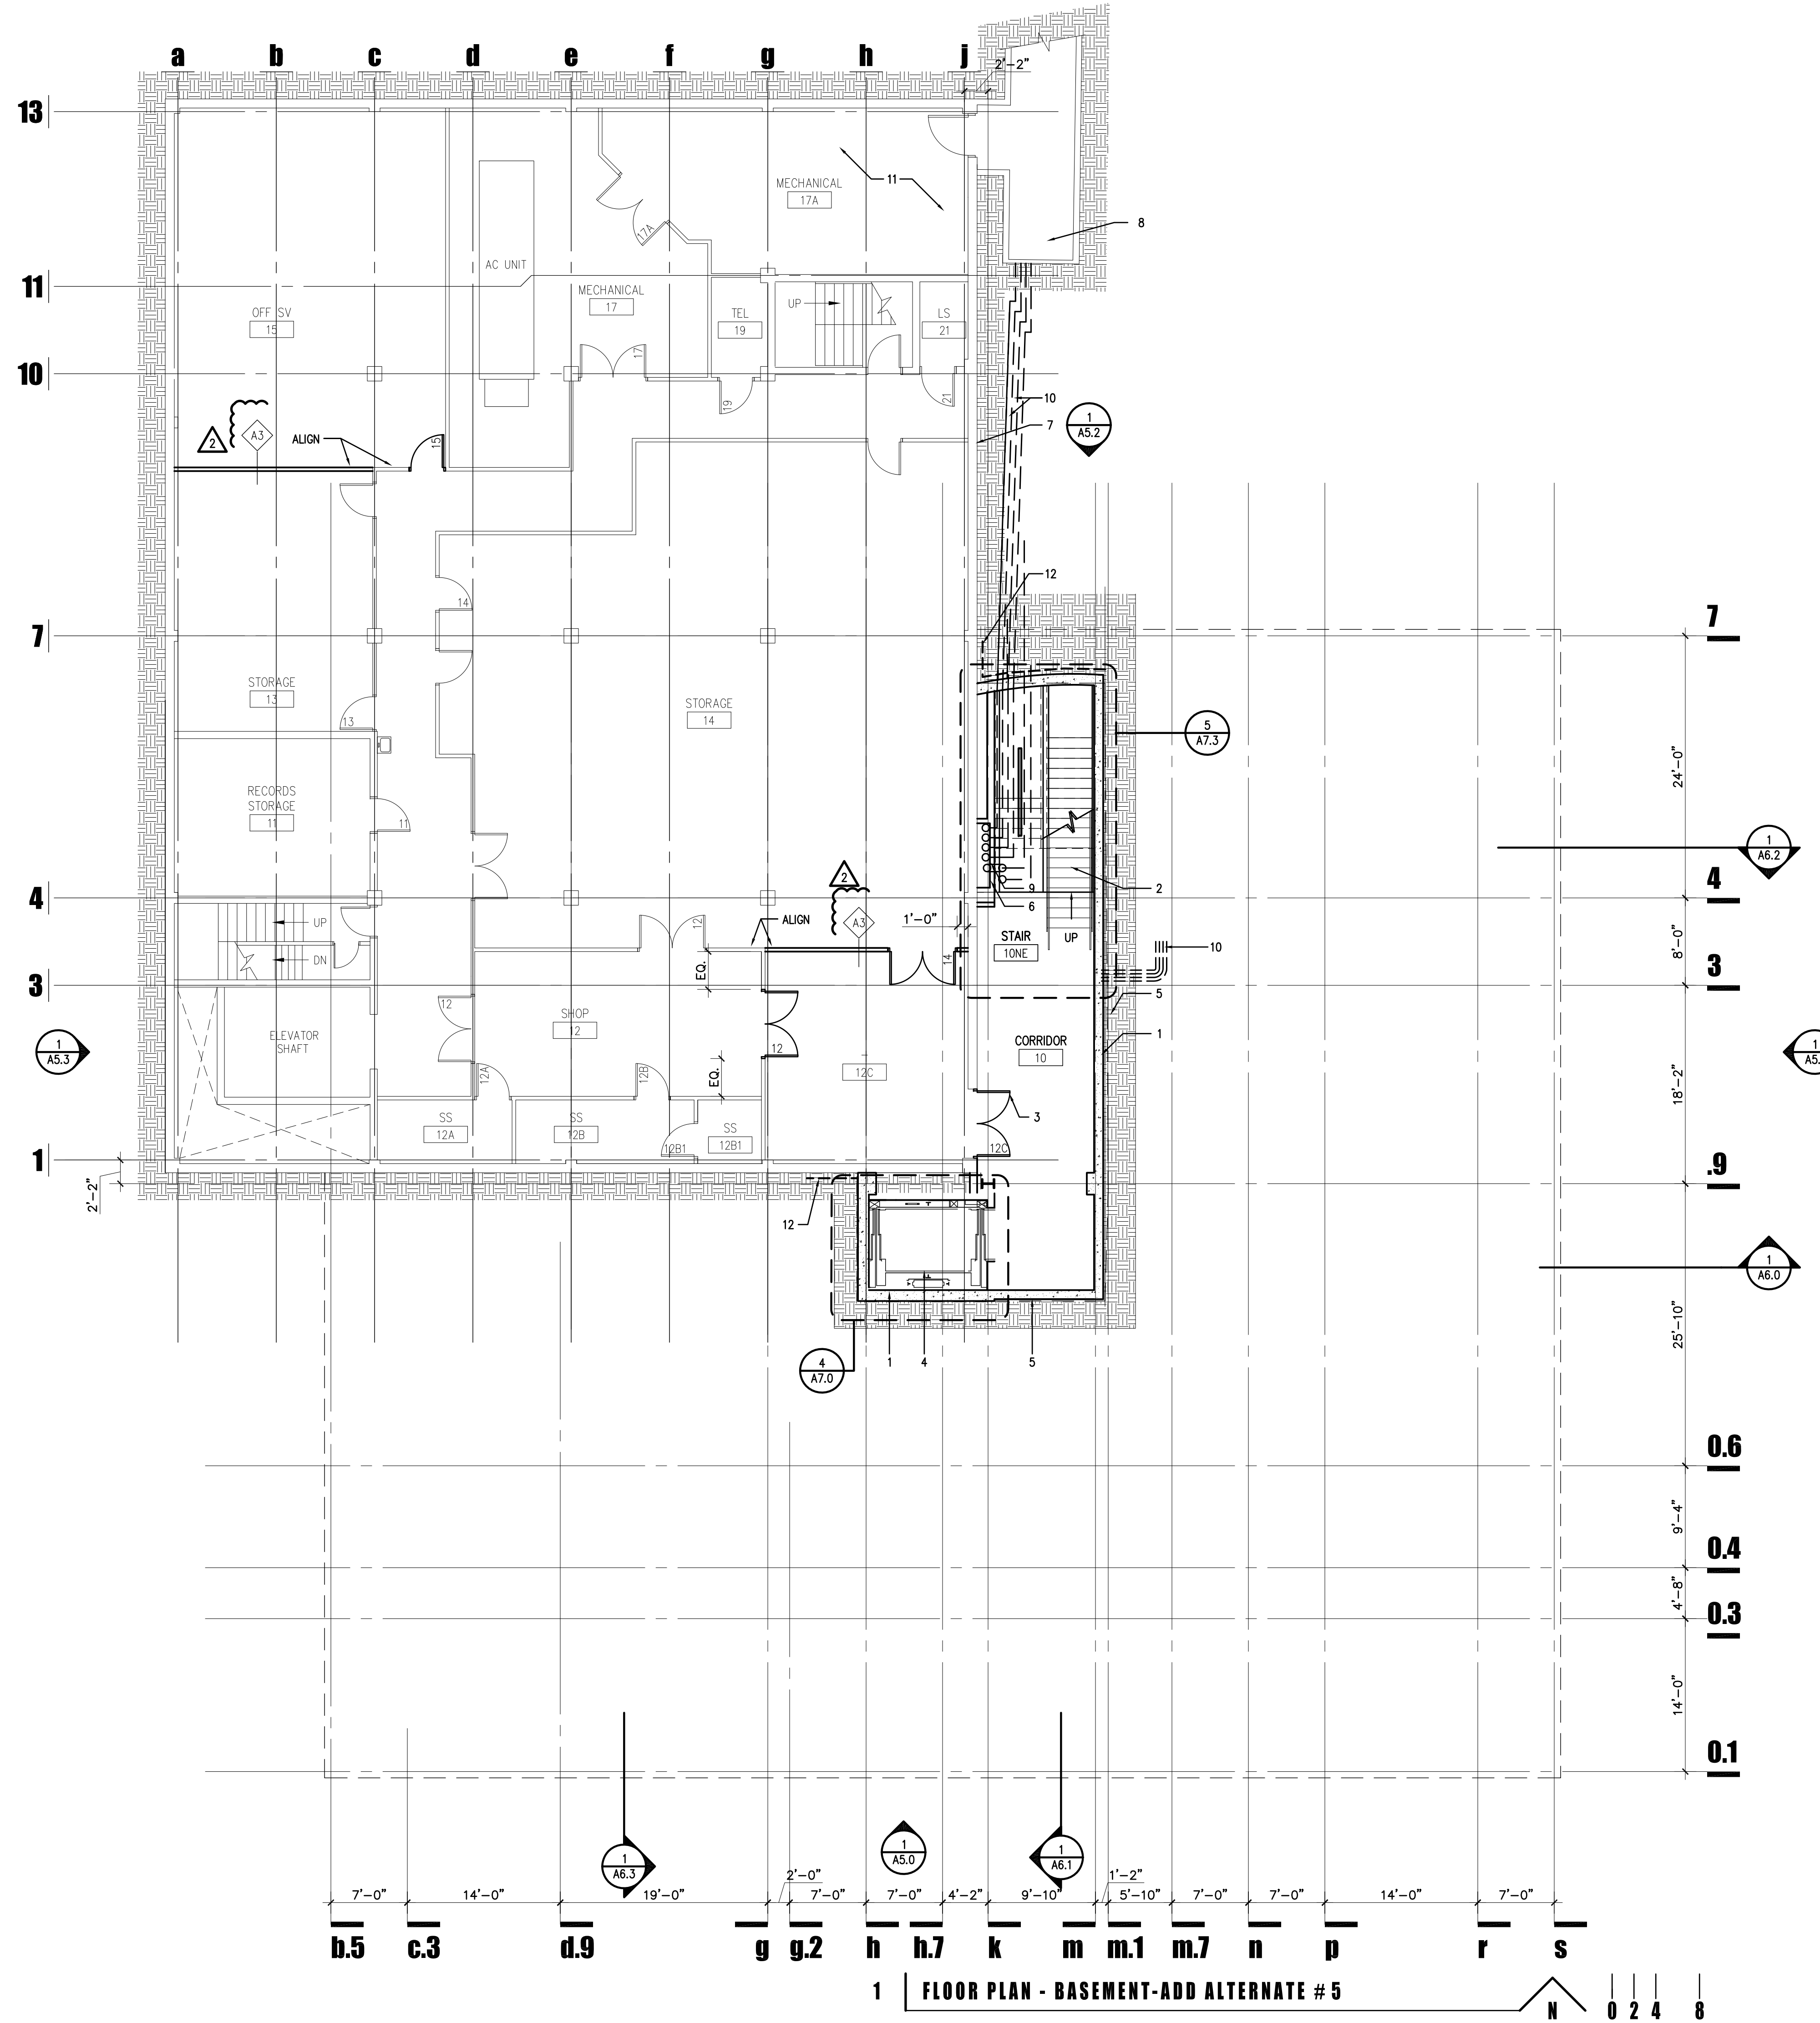 a b c d e f g h j
2'-2"
13
MECHANICAL
17A
11
8
17A
AC UNIT
11
MECHANICAL
17
OFF SV
15
TEL
19
UP
LS
21
10
17
19
21
10
7
1
A5.2
2
A3
ALIGN
15
12
14
7
7
STORAGE
13
13
STORAGE
14
5
A7.3
24'-0"
RECORDS
STORAGE
11
11
1
A6.2
2
9
2
4
4
6
A3
ALIGN
1'-0"
12
UP
DN
STAIR
10NE
UP
10
8'-0"
EQ.
14
3
3
5
12
SHOP
12
12
ELEVATOR
SHAFT
1
A5.3
CORRIDOR
10
1
1
A5.
12A
12B
EQ.
12C
18'-2"
3
SS
12A
SS
12B
SS
12B1
12B1
12C
1
.9
2'-2"
12
1
A6.0
25'-10"
4
A7.0
1
4
5
0.6
9'-4"
0.4
4'-8"
0.3
14'-0"
0.1
1
A6.3
1
A5.0
1
A6.1
7'-0" 14'-0" 19'-0" 2'-0" 7'-0" 7'-0" 4'-2" 9'-10" 1'-2" 5'-10" 7'-0" 7'-0" 14'-0" 7'-0"
b.5 c.3 d.9 g g.2 h h.7 k m m.1 m.7 n p r s
1 FLOOR PLAN - BASEMENT-ADD ALTERNATE # 5
N
0 2 4 8